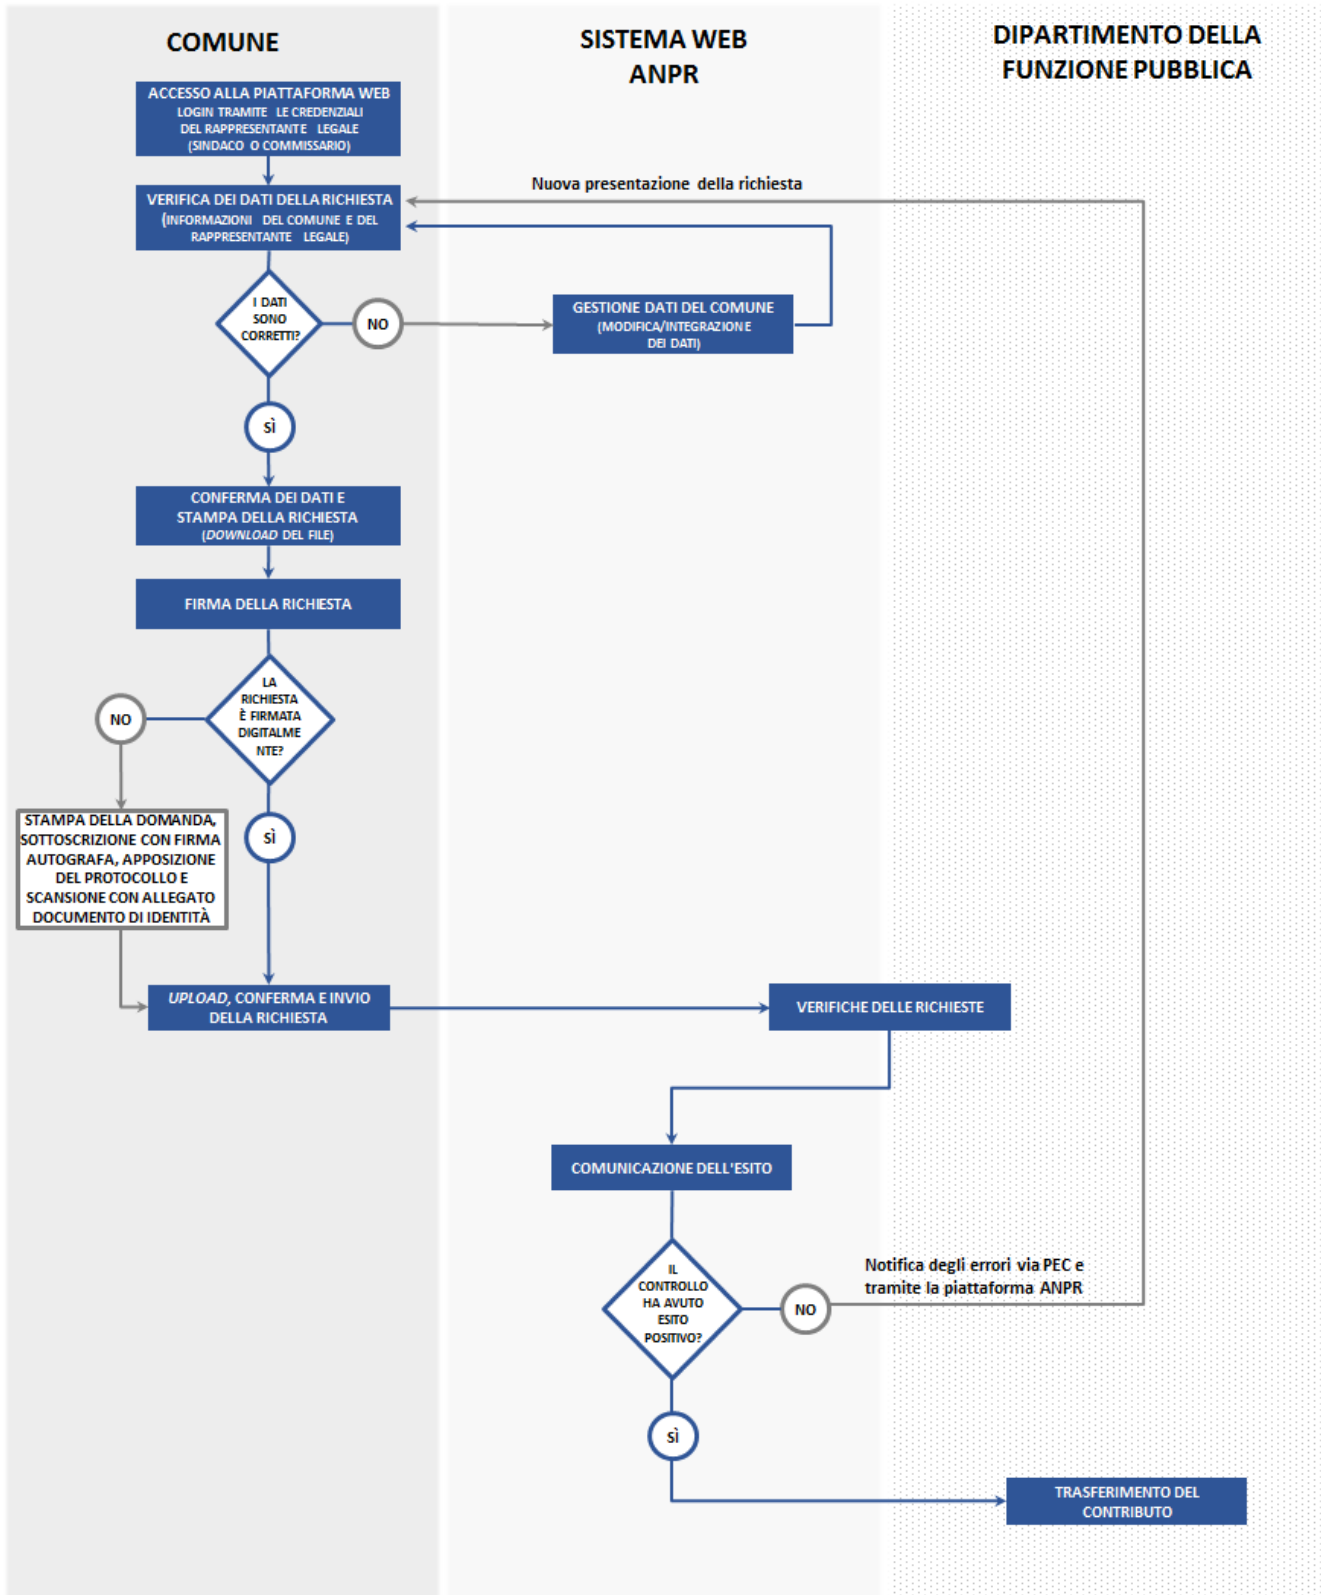 COMUNE
SISTEMA WEB
ANPR
DIPARTIMENTO DELLA
FUNZIONE PUBBLICA
ACCESSO ALLA PIATTAFORMA WEB
LOGIN TRAMITE LE CREDENZIALI
DEL RAPPRESENTANTE LEGALE
(SINDACO O COMMISSARIO)
Nuova presentazione della richiesta
VERIFICA DEI DATI DELLA RICHIESTA
(INFORMAZIONI DEL COMUNE E DEL
RAPPRESENTANTE LEGALE)
I DATI
SONO
CORRETTI?
NO
GESTIONE DATI DEL COMUNE
(MODIFICA/INTEGRAZIONE
DEI DATI)
SÌ
CONFERMA DEI DATI E
STAMPA DELLA RICHIESTA
(DOWNLOAD DEL FILE)
FIRMA DELLA RICHIESTA
LA
RICHIESTA
È FIRMATA
DIGITALME
NTE?
NO
STAMPA DELLA DOMANDA,
SOTTOSCRIZIONE CON FIRMA
AUTOGRAFA, APPOSIZIONE
DEL PROTOCOLLO E
SCANSIONE CON ALLEGATO
DOCUMENTO DI IDENTITÀ
SÌ
UPLOAD, CONFERMA E INVIO
DELLA RICHIESTA
VERIFICHE DELLE RICHIESTE
COMUNICAZIONE DELL'ESITO
IL
CONTROLLO
HA AVUTO
ESITO
POSITIVO?
NO
Notifica degli errori via PEC e
tramite la piattaforma ANPR
SÌ
TRASFERIMENTO DEL
CONTRIBUTO